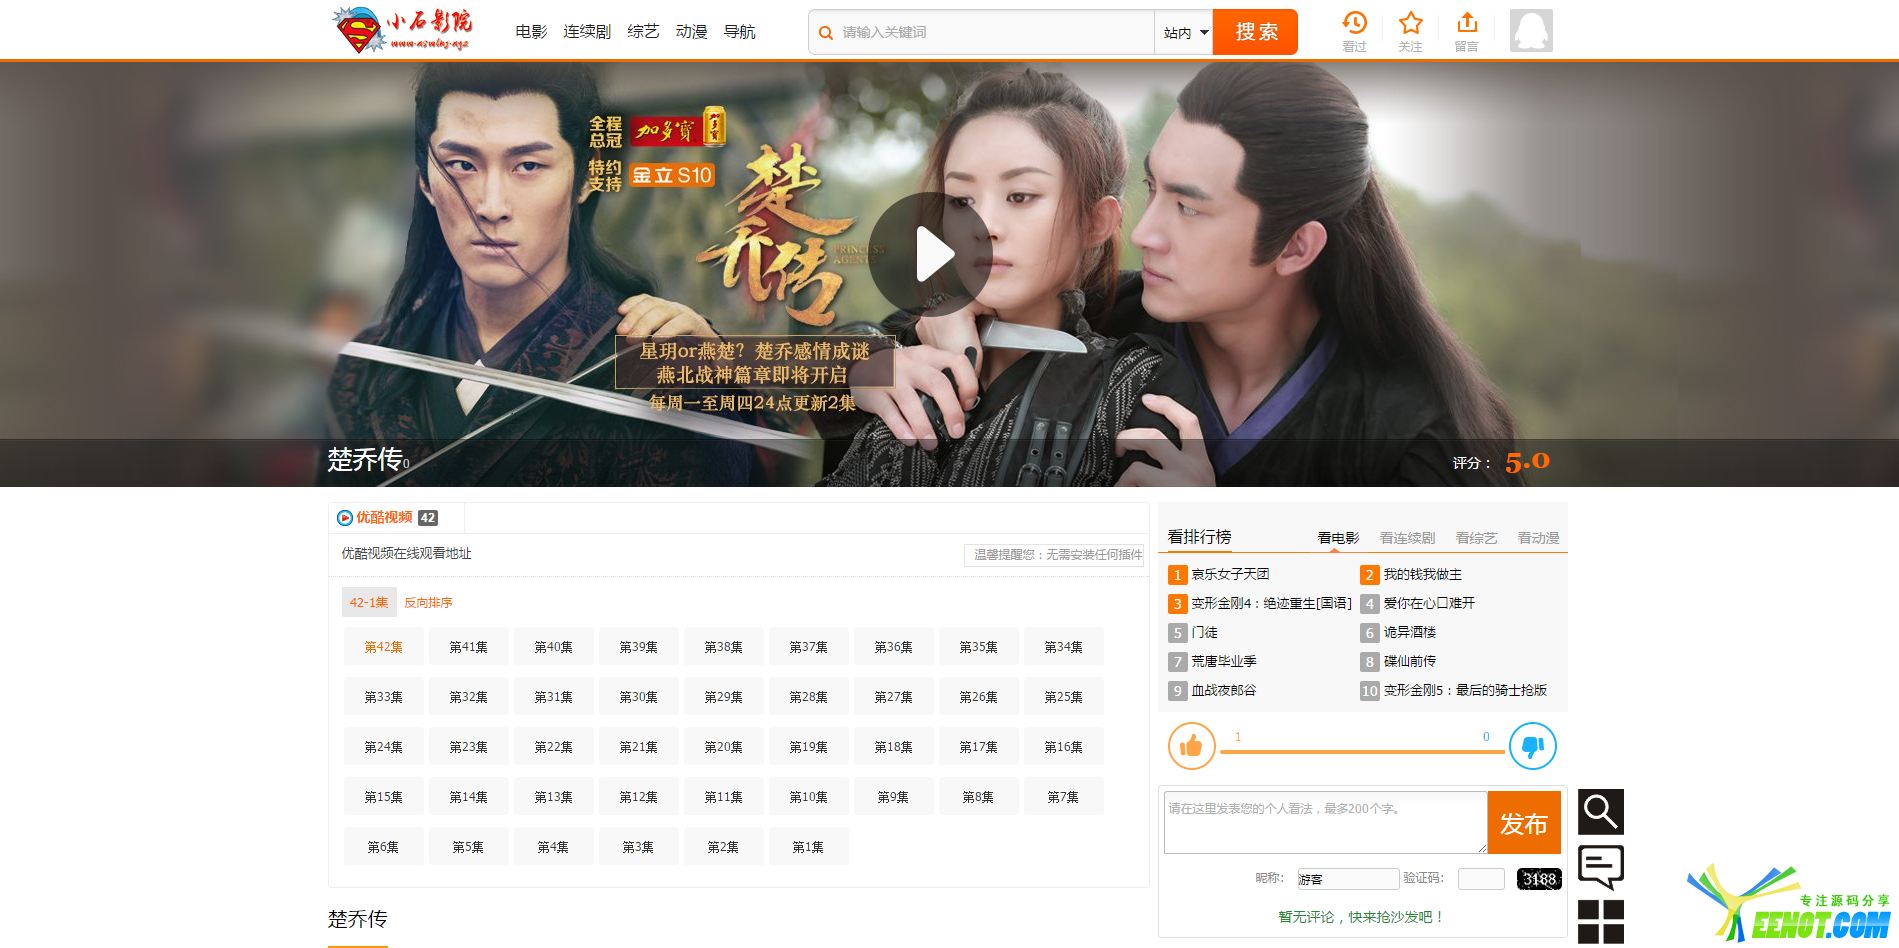 小石影院
电影 连续剧 综艺 动漫 导航
请输入关键词 站内 搜索
看过 关注 留言
全程总冠 加多寶 加多宝
特约支持 金立 S10
楚乔传
PRINCESS AGENTS
星玥or燕楚？楚乔感情成谜
燕北战神篇章即将开启
每周一至周四24点更新2集
楚乔传0
评分： 5.0
优酷视频 42
优酷视频在线观看地址 温馨提醒您：无需安装任何插件
42-1集 反向排序
第42集 第41集 第40集 第39集 第38集 第37集 第36集 第35集 第34集
第33集 第32集 第31集 第30集 第29集 第28集 第27集 第26集 第25集
第24集 第23集 第22集 第21集 第20集 第19集 第18集 第17集 第16集
第15集 第14集 第13集 第12集 第11集 第10集 第9集 第8集 第7集
第6集 第5集 第4集 第3集 第2集 第1集
楚乔传
看排行榜 看电影 看连续剧 看综艺 看动漫
1 哀乐女子天团 2 我的钱我做主
3 变形金刚4：绝迹重生[国语] 4 爱你在心口难开
5 门徒 6 诡异酒楼
7 荒唐毕业季 8 碟仙前传
9 血战夜郎谷 10 变形金刚5：最后的骑士抢版
1 0
请在这里发表您的个人看法，最多200个字。 发布
昵称： 游客 验证码： 3188
暂无评论，快来抢沙发吧！
专注源码分享
YEENOT.COM